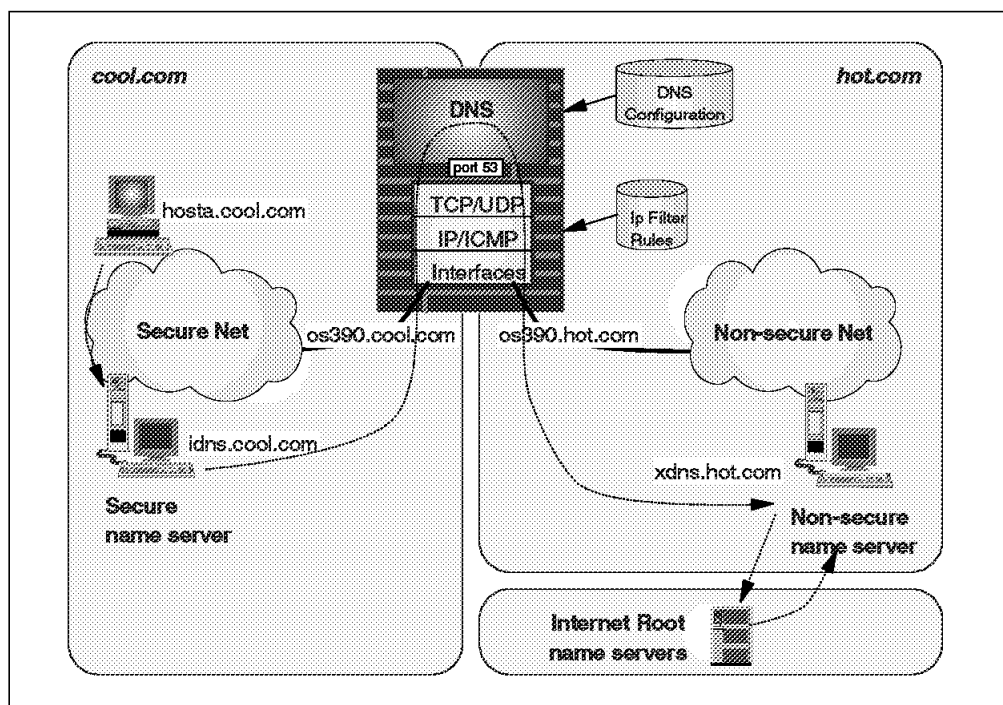 cool.com
hot.com
DNS
DNS
Configuration
port 53
hosta.cool.com
TCP/UDP
Ip Filter
Rules
IP/ICMP
Interfaces
Secure Net
os390.cool.com
os390.hot.com
Non-secure Net
idns.cool.com
xdns.hot.com
Secure
name server
Non-secure
name server
Internet Root
name servers